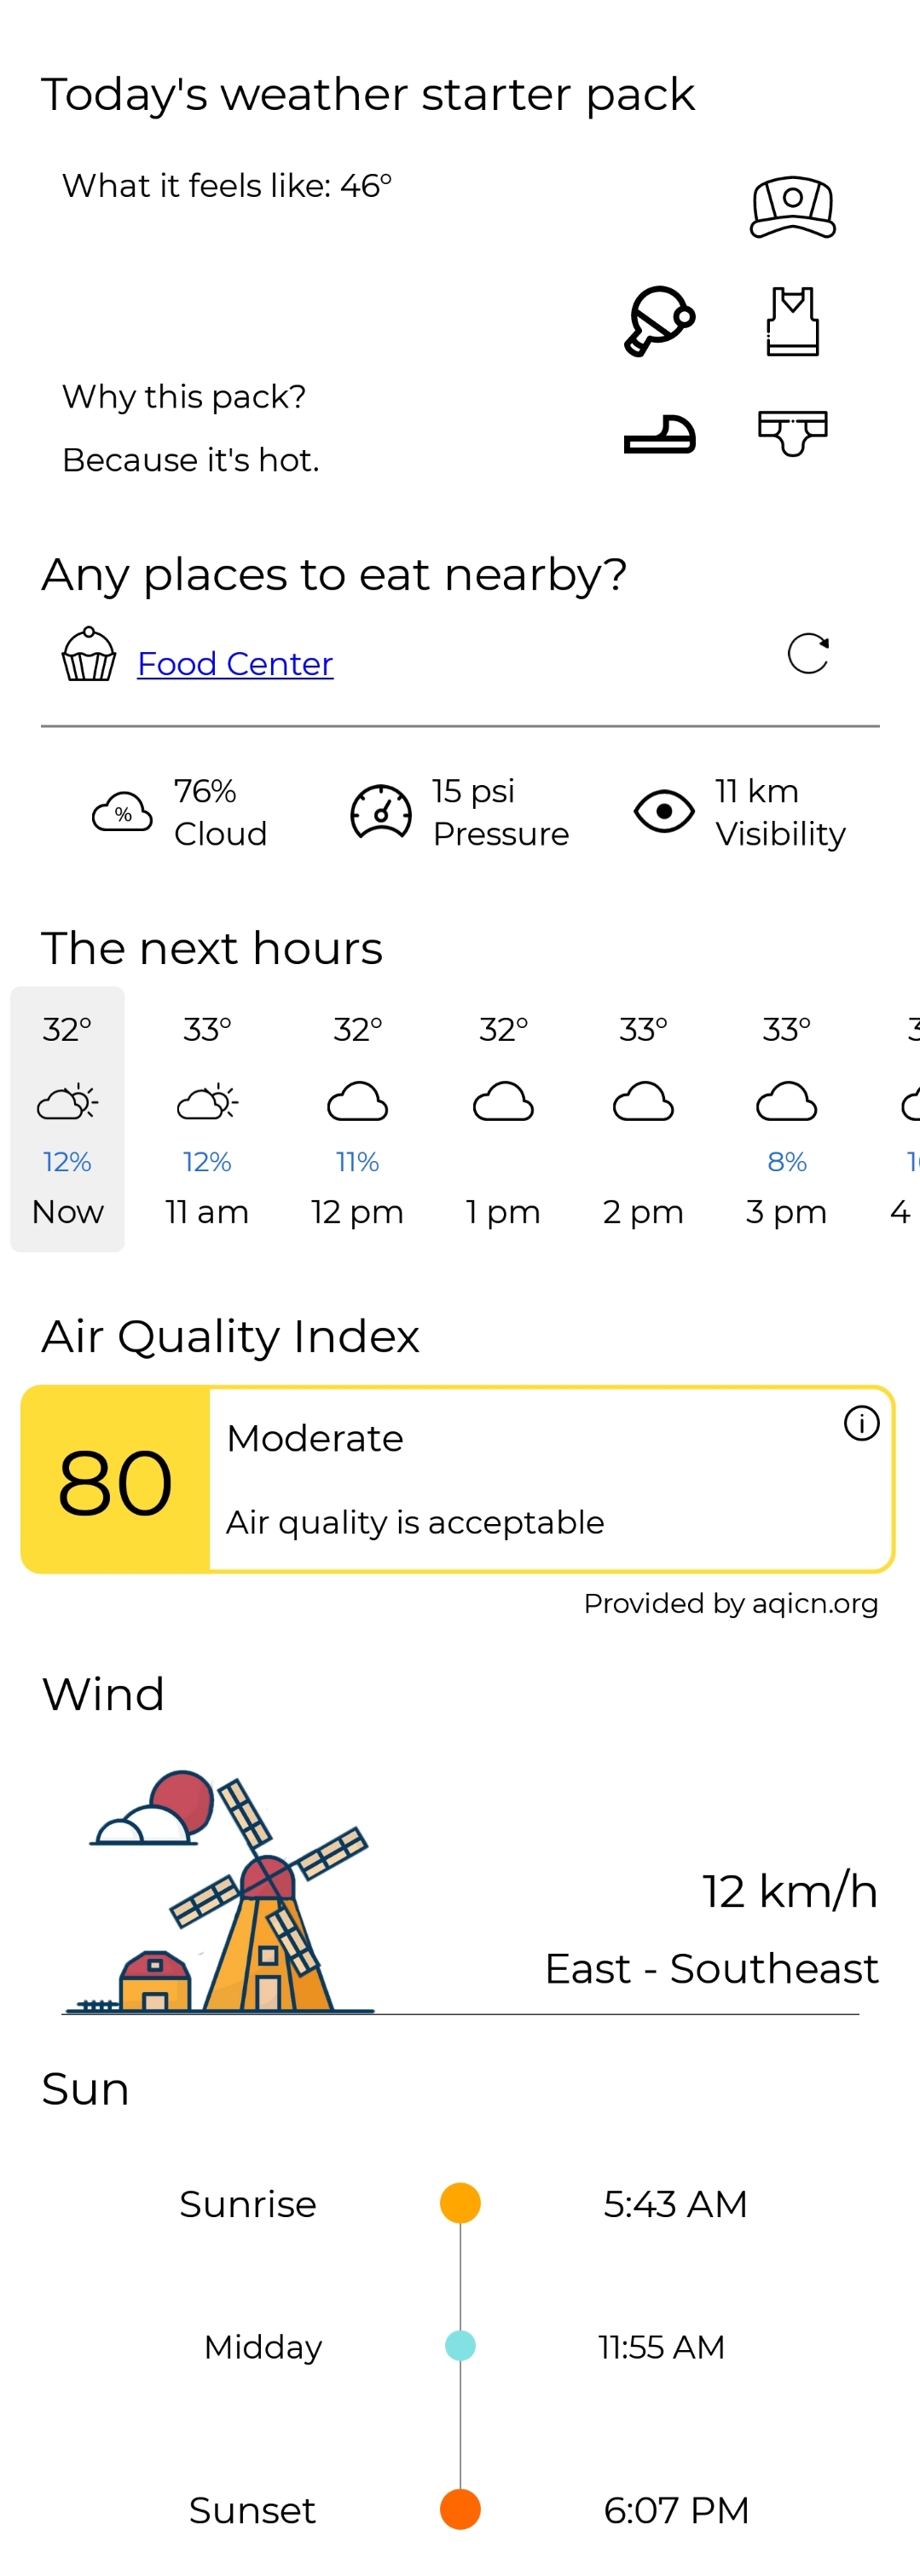 Today's weather starter pack
What it feels like: 46°
Why this pack?
Because it's hot.
Any places to eat nearby?
Food Center
%
76%
Cloud
15 psi
Pressure
11 km
Visibility
The next hours
32° 33° 32° 32° 33° 33° 3
12% 12% 11% 8% 1
Now 11 am 12 pm 1 pm 2 pm 3 pm 4
Air Quality Index
80
Moderate
i
Air quality is acceptable
Provided by aqicn.org
Wind
12 km/h
East - Southeast
Sun
Sunrise 5:43 AM
Midday 11:55 AM
Sunset 6:07 PM